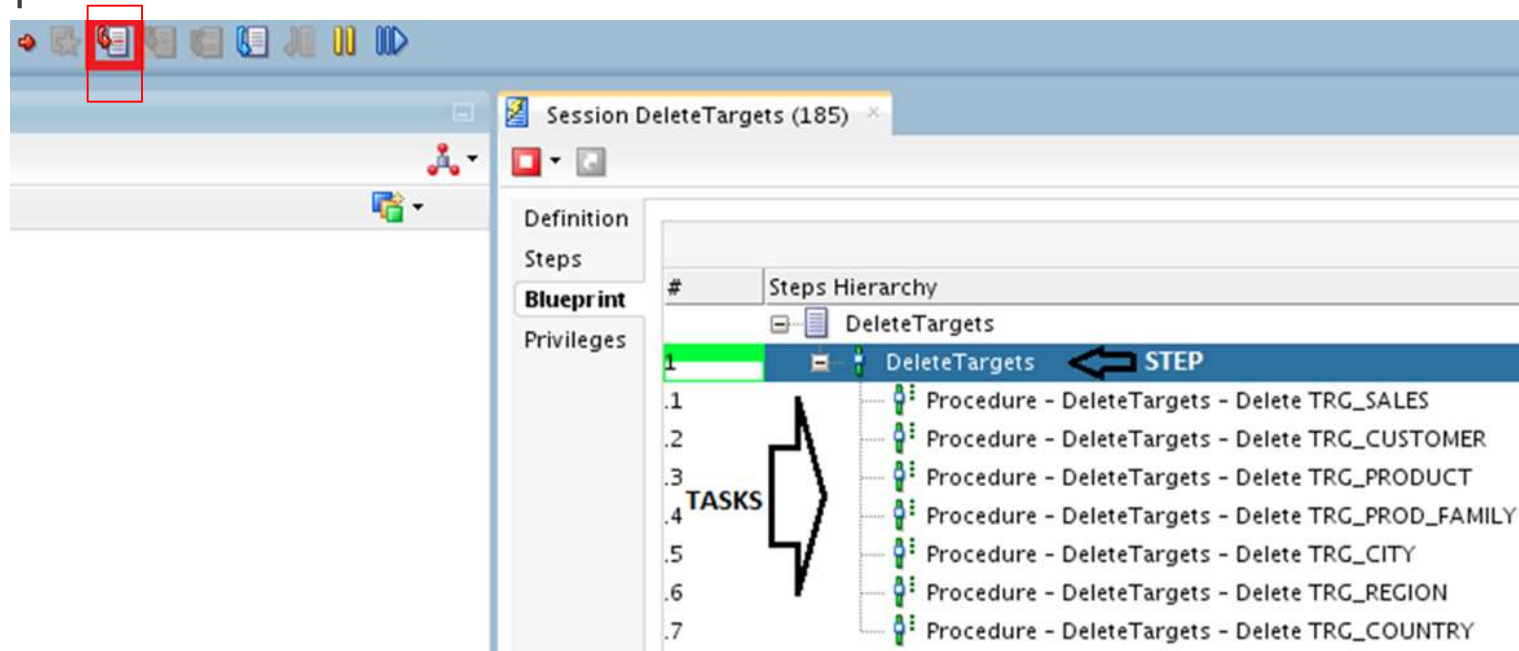 Session DeleteTargets (185)
Definition
Steps
Blueprint
Privileges
# Steps Hierarchy
DeleteTargets
1 DeleteTargets STEP
.1 Procedure - DeleteTargets - Delete TRG_SALES
.2 Procedure - DeleteTargets - Delete TRG_CUSTOMER
.3 Procedure - DeleteTargets - Delete TRG_PRODUCT
TASKS
.4 Procedure - DeleteTargets - Delete TRG_PROD_FAMILY
.5 Procedure - DeleteTargets - Delete TRG_CITY
.6 Procedure - DeleteTargets - Delete TRG_REGION
.7 Procedure - DeleteTargets - Delete TRG_COUNTRY